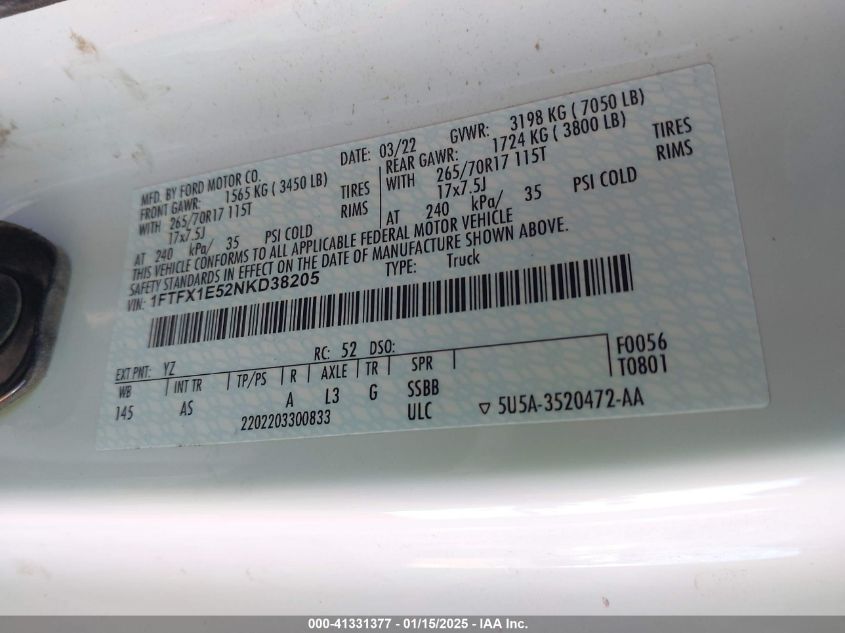 MFD. BY FORD MOTOR CO. DATE: 03/22 GVWR: 3198 KG ( 7050 LB)
FRONT GAWR: 1565 KG ( 3450 LB) REAR GAWR: 1724 KG ( 3800 LB)
WITH 265/70R17 115T TIRES WITH 265/70R17 115T TIRES
17x7.5J RIMS 17x7.5J RIMS
AT 240 kPa/ 35 PSI COLD AT 240 kPa/ 35 PSI COLD
THIS VEHICLE CONFORMS TO ALL APPLICABLE FEDERAL MOTOR VEHICLE
SAFETY STANDARDS IN EFFECT ON THE DATE OF MANUFACTURE SHOWN ABOVE.
VIN: 1FTFX1E52NKD38205 TYPE: Truck
EXT PNT: YZ RC: 52 DSO: F0056
WB INT TR TP/PS R AXLE TR SPR T0801
145 AS A L3 G SSBB
2202203300833 ULC ▽ 5U5A-3520472-AA
000-41331377 - 01/15/2025 - IAA Inc.